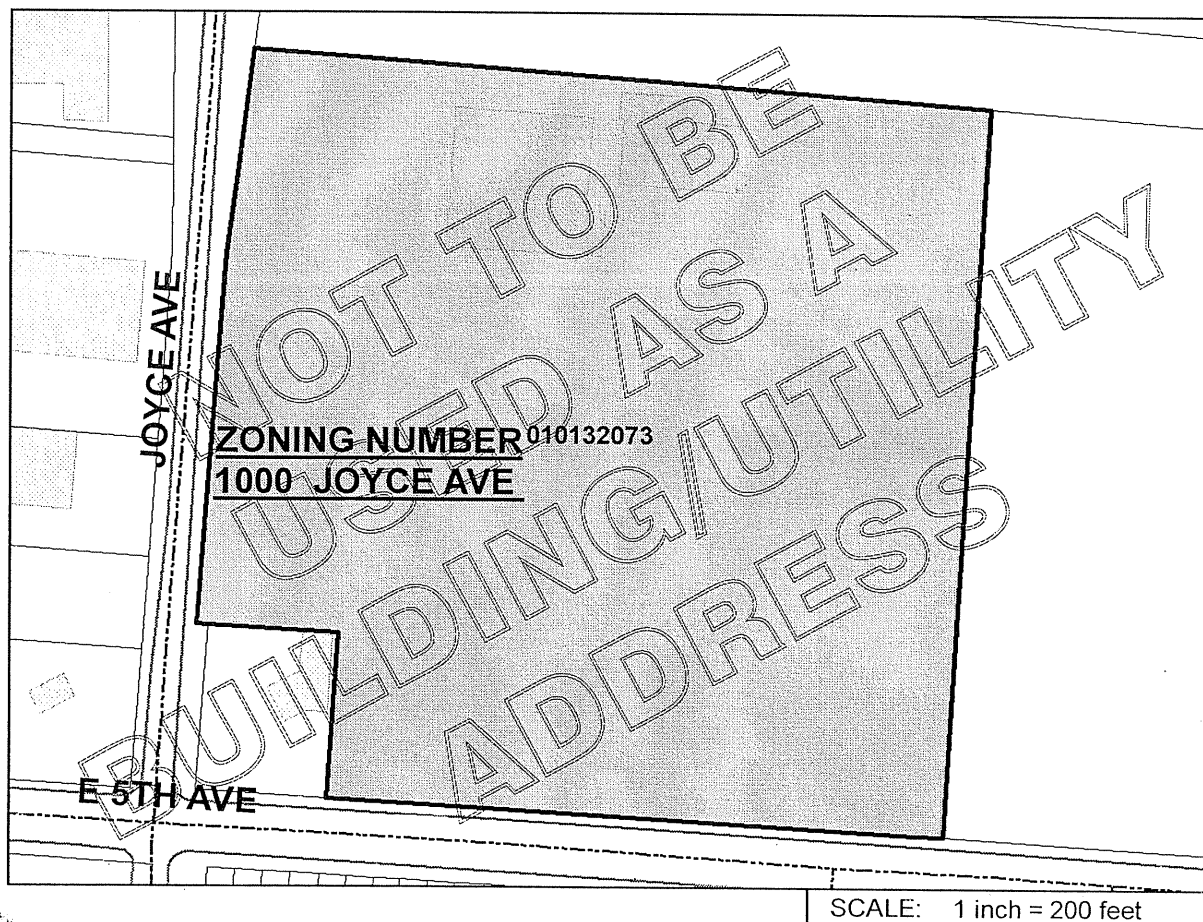 NOT TO BE
USED AS A
BUILDING/UTILITY
ADDRESS
JOYCE AVE
ZONING NUMBER 010132073
1000 JOYCE AVE
E 5TH AVE
SCALE: 1 inch = 200 feet